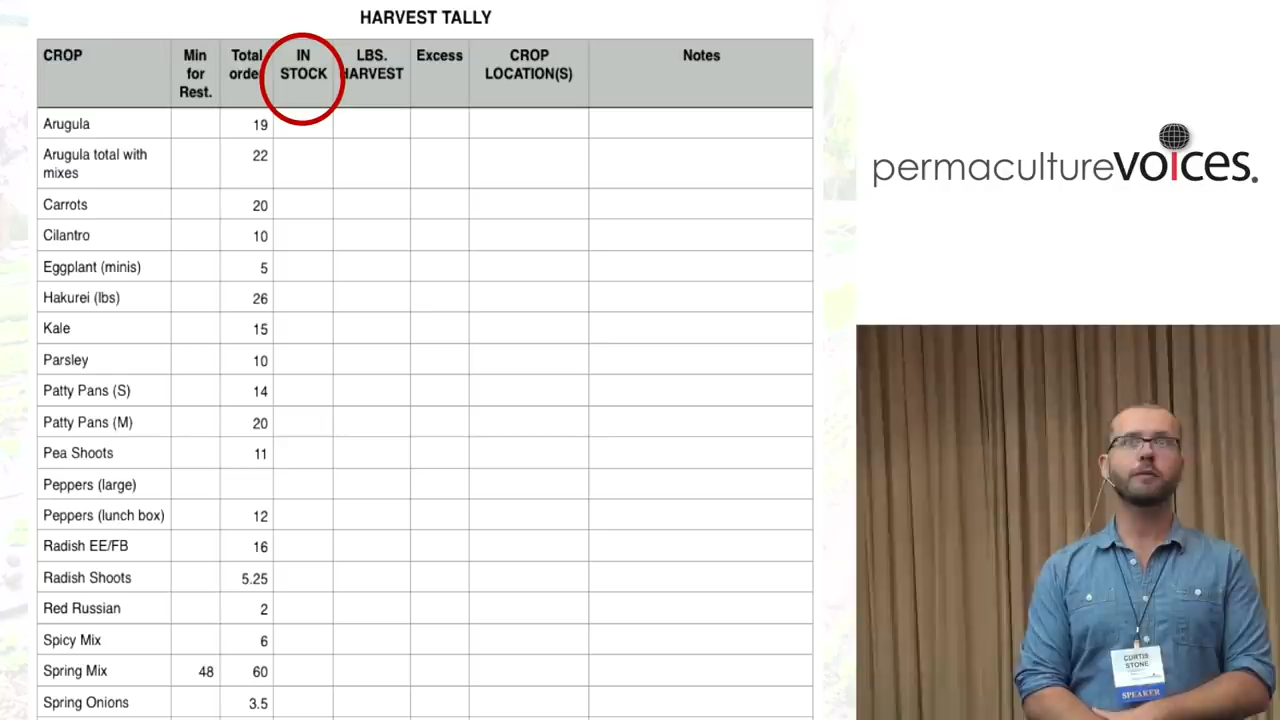 HARVEST TALLY
CROP Min for Rest. Total order IN STOCK LBS. HARVEST Excess CROP LOCATION(S) Notes
Arugula 19
Arugula total with mixes 22
Carrots 20
Cilantro 10
Eggplant (minis) 5
Hakurei (lbs) 26
Kale 15
Parsley 10
Patty Pans (S) 14
Patty Pans (M) 20
Pea Shoots 11
Peppers (large)
Peppers (lunch box) 12
Radish EE/FB 16
Radish Shoots 5.25
Red Russian 2
Spicy Mix 6
Spring Mix 48 60
Spring Onions 3.5
permacultureVOICES.
CURTIS
STONE
SPEAKER